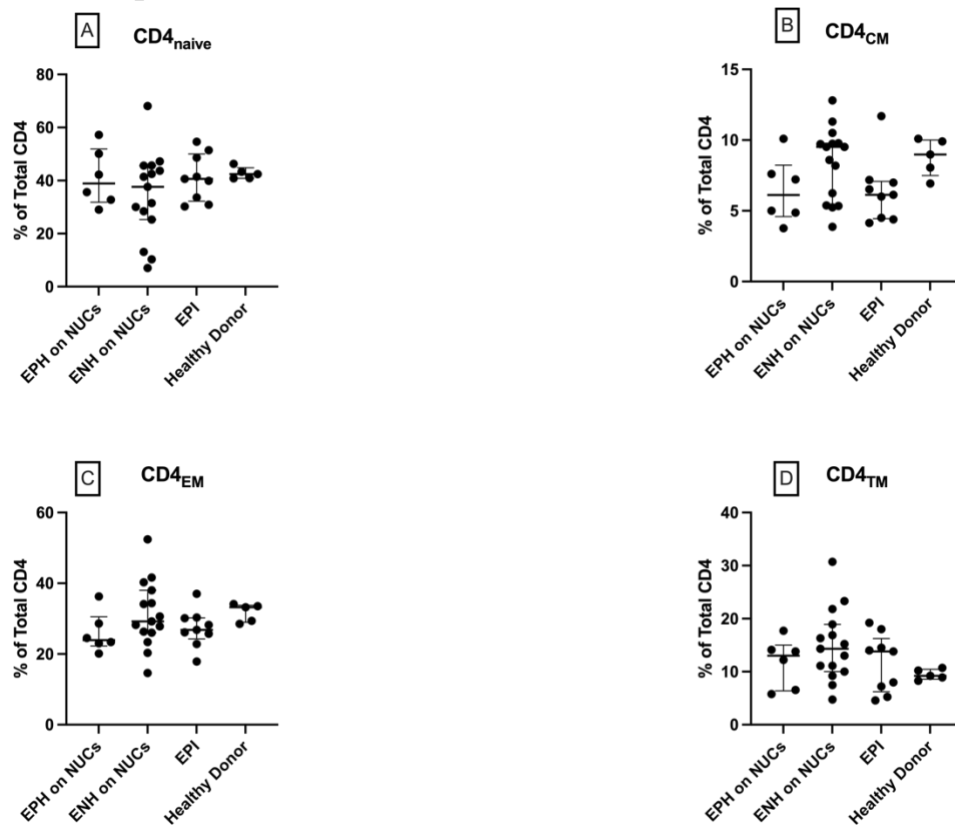 A
CD4naive
80
60
40
20
0
% of Total CD4
EPH on NUCs
ENH on NUCs
EPI
Healthy Donor
B
CD4CM
15
10
5
0
% of Total CD4
EPH on NUCs
ENH on NUCs
EPI
Healthy Donor
C
CD4EM
60
40
20
0
% of Total CD4
EPH on NUCs
ENH on NUCs
EPI
Healthy Donor
D
CD4TM
40
30
20
10
0
% of Total CD4
EPH on NUCs
ENH on NUCs
EPI
Healthy Donor